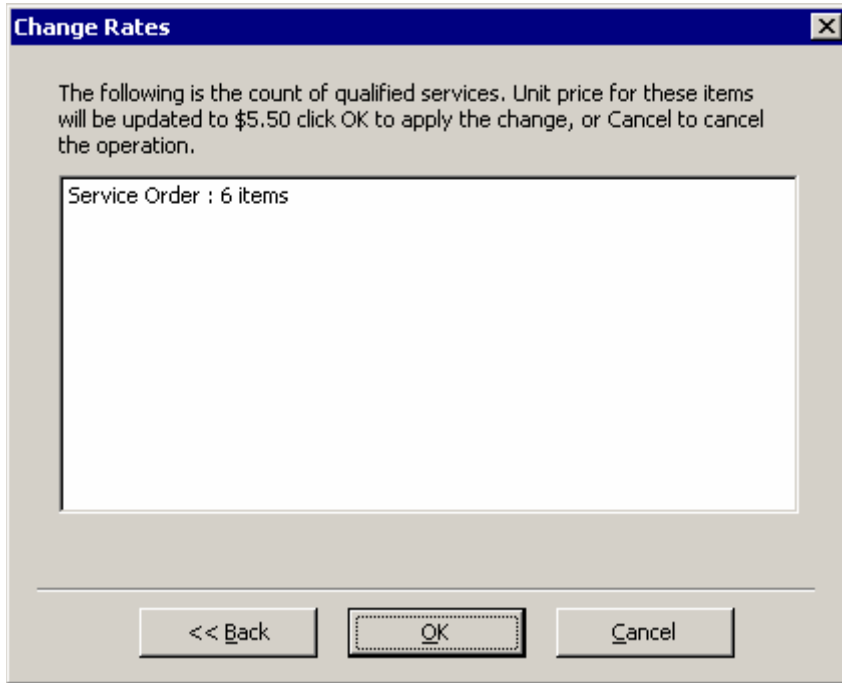 Change Rates
The following is the count of qualified services. Unit price for these items
will be updated to $5.50 click OK to apply the change, or Cancel to cancel
the operation.
Service Order : 6 items
<< Back
OK
Cancel